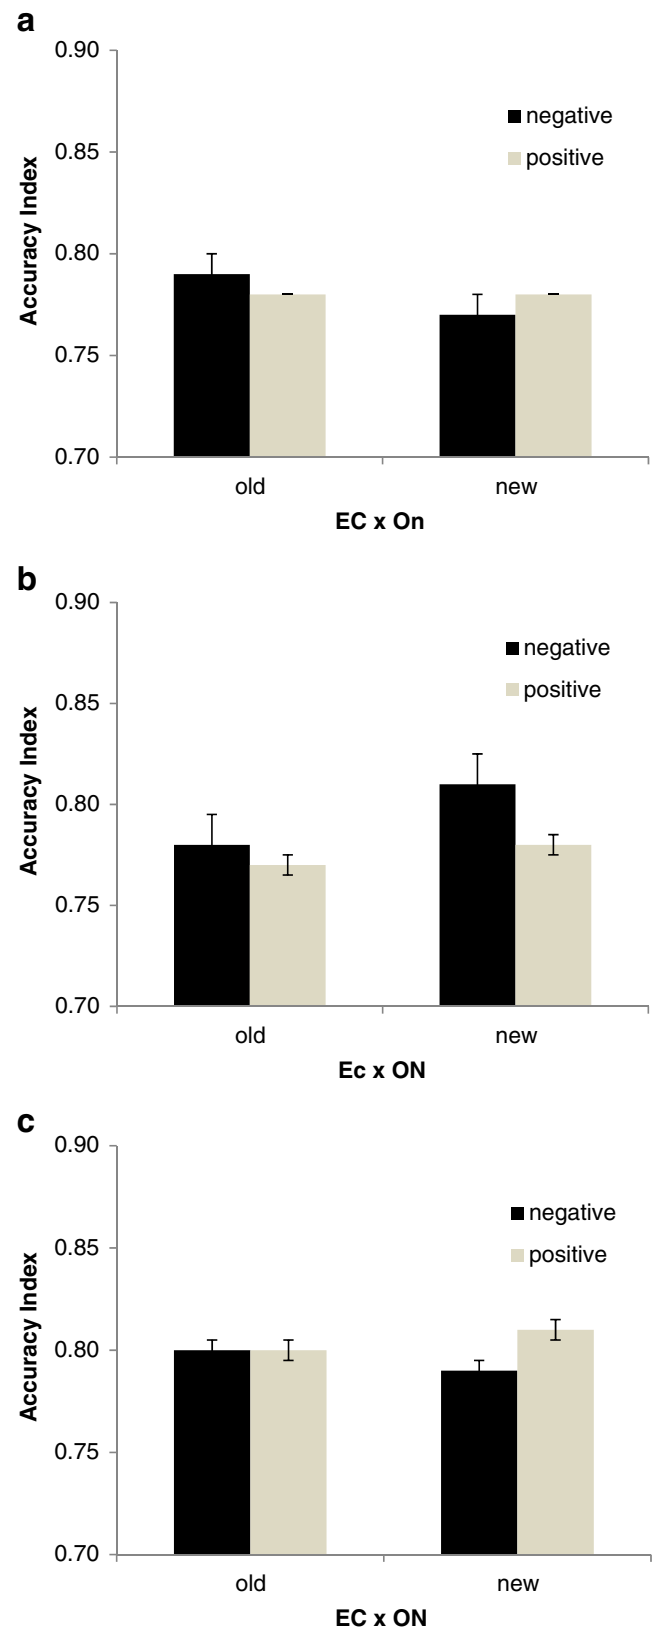 a
0.90
negative
0.85
positive
0.80
Accuracy Index
0.75
0.70
old new
EC x On
b
0.90
negative
0.85
positive
0.80
Accuracy Index
0.75
0.70
old new
Ec x ON
c
0.90
negative
0.85
positive
0.80
Accuracy Index
0.75
0.70
old new
EC x ON